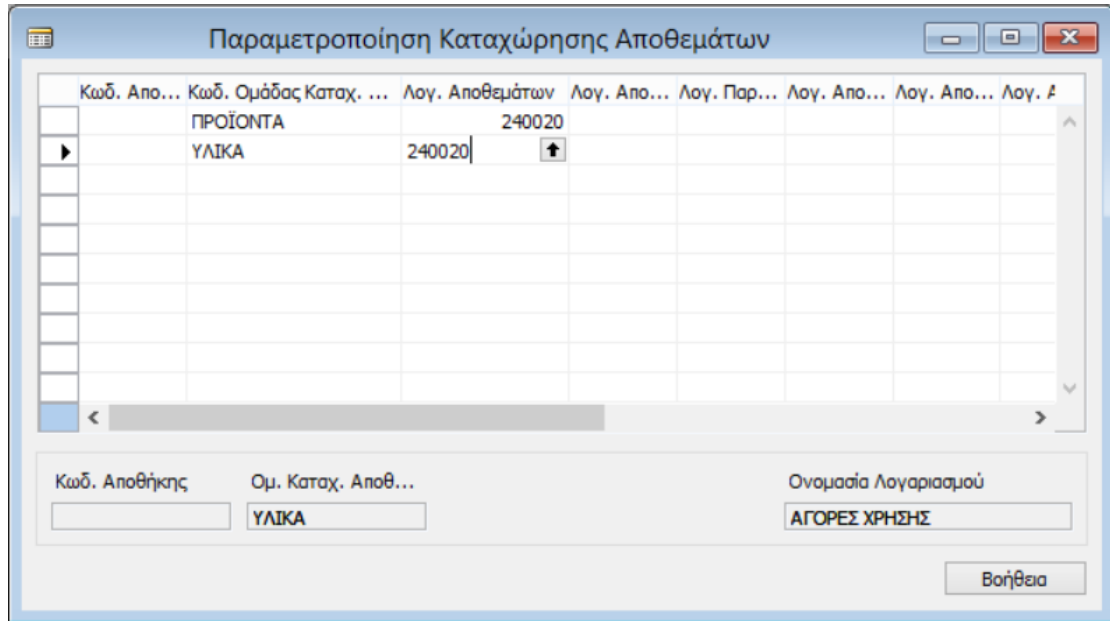 Παραμετροποίηση Καταχώρησης Αποθεμάτων
Κωδ. Απο... Κωδ. Ομάδας Καταχ. ... Λογ. Αποθεμάτων Λογ. Απο... Λογ. Παρ... Λογ. Απο... Λογ. Απο... Λογ. Α
ΠΡΟΪΟΝΤΑ 240020
ΥΛΙΚΑ 240020
Κωδ. Αποθήκης Ομ. Καταχ. Αποθ... Ονομασία Λογαριασμού
ΥΛΙΚΑ ΑΓΟΡΕΣ ΧΡΗΣΗΣ
Βοήθεια